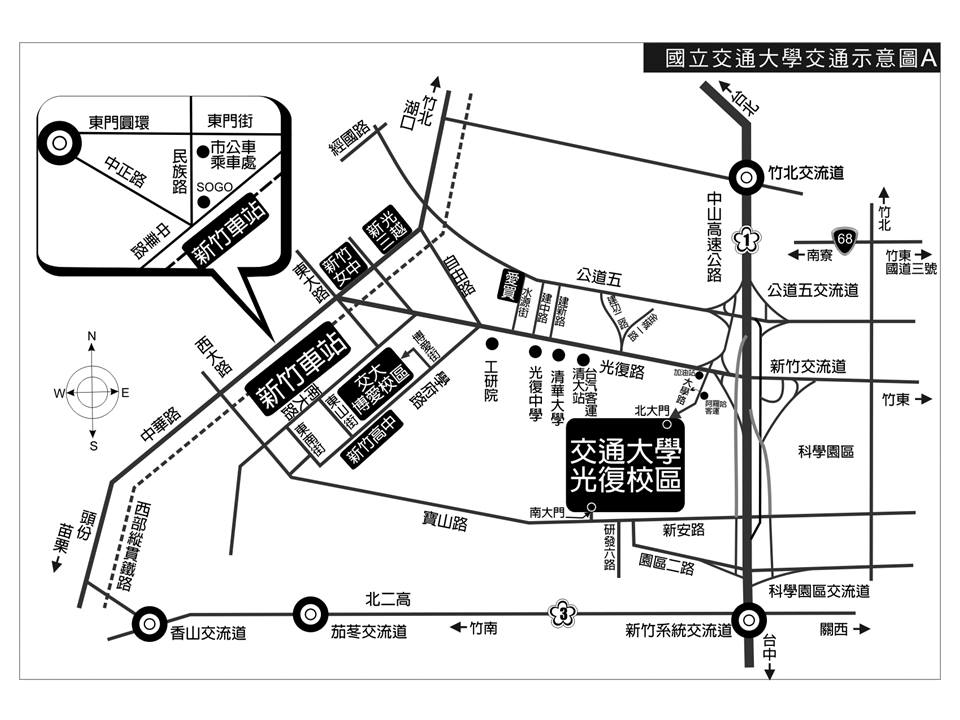 國立交通大學交通示意圖A
東門圓環
東門街
中正路
民族路
市公車
乘車處
SOGO
中華路
新竹車站
湖口
竹北
經國路
台北
竹北交流道
中山高速公路
1
68
竹北
南寮
竹東
國道三號
新光
三越
新竹
女中
東大路
自由路
愛買
水源街
建中路
建新路
公道五
建功一路
公道五交流道
N
W
E
S
西大路
新竹車站
中華路
交大
博愛校區
博愛街
學府路
東山街
東南街
新竹高中
工研院
光復中學
清華大學
台汽客運
清大站
光復路
加油站
大學路
阿羅哈
客運
北大門
新竹交流道
竹東
科學園區
交通大學
光復校區
南大門
寶山路
研發六路
新安路
園區二路
科學園區交流道
頭份
苗栗
西部縱貫鐵路
香山交流道
北二高
茄苳交流道
竹南
3
新竹系統交流道
關西
台中